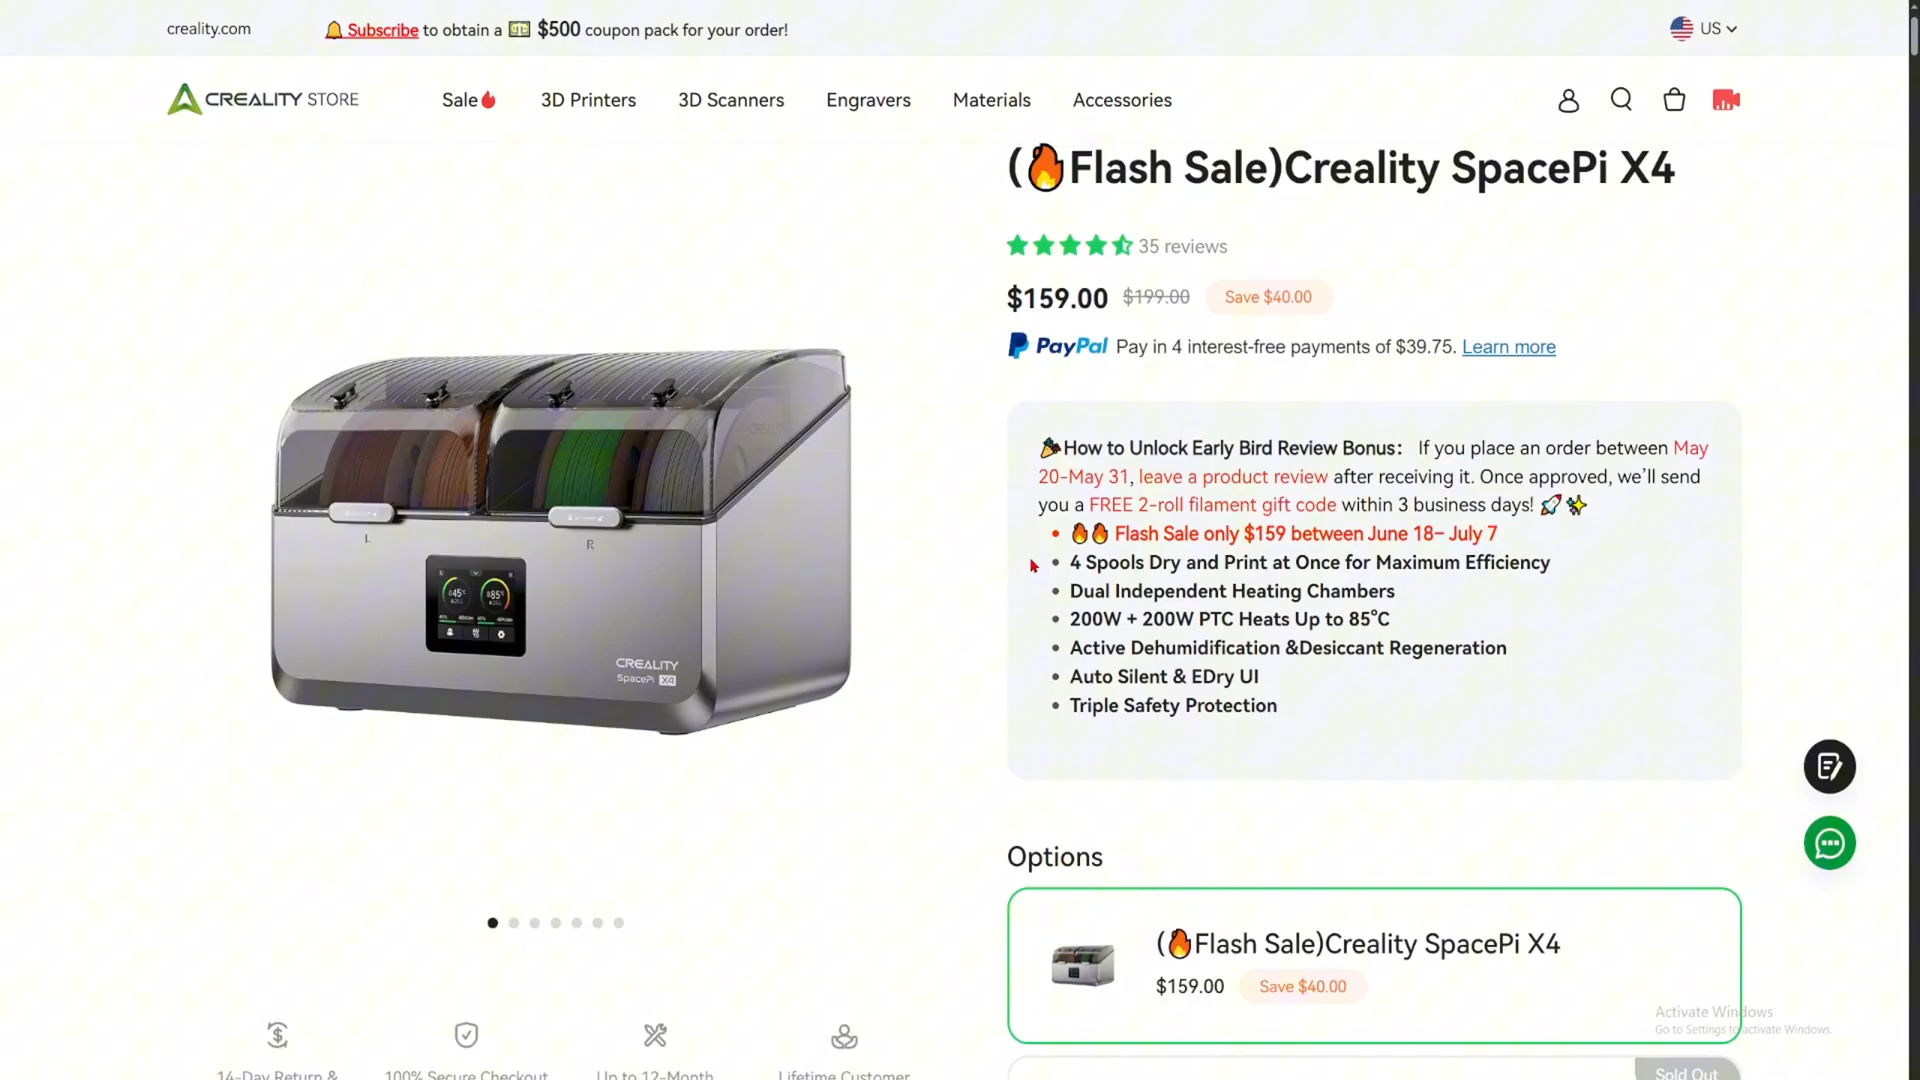 creality.com
Subscribe to obtain a $500 coupon pack for your order!
US
CREALITY STORE
Sale
3D Printers
3D Scanners
Engravers
Materials
Accessories
(🔥Flash Sale)Creality SpacePi X4
35 reviews
$159.00 $199.00 Save $40.00
PayPal Pay in 4 interest-free payments of $39.75. Learn more
How to Unlock Early Bird Review Bonus： If you place an order between May
20-May 31, leave a product review after receiving it. Once approved, we'll send
you a FREE 2-roll filament gift code within 3 business days! 🚀✨
• 🔥🔥 Flash Sale only $159 between June 18– July 7
• 4 Spools Dry and Print at Once for Maximum Efficiency
• Dual Independent Heating Chambers
• 200W + 200W PTC Heats Up to 85℃
• Active Dehumidification &Desiccant Regeneration
• Auto Silent & EDry UI
• Triple Safety Protection
CREALITY
L
R
45°C
85°C
CREALITY
SpacePi X4
Options
(🔥Flash Sale)Creality SpacePi X4
$159.00 Save $40.00
Activate Windows
Go to Settings to activate Windows.
Sold Out
14-Day Return &
100% Secure Checkout
Up to 12-Month
Lifetime Customer